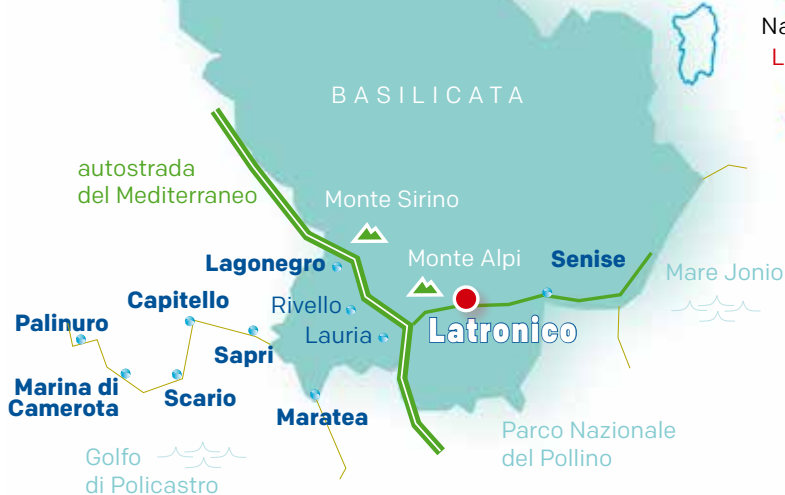 Na
L
BASILICATA
autostrada
del Mediterraneo
Monte Sirino
Monte Alpi
Lagonegro
Senise
Mare Jonio
Capitello
Rivello
Palinuro
Lauria
Latronico
Sapri
Marina di
Camerota
Scario
Maratea
Parco Nazionale
del Pollino
Golfo
di Policastro